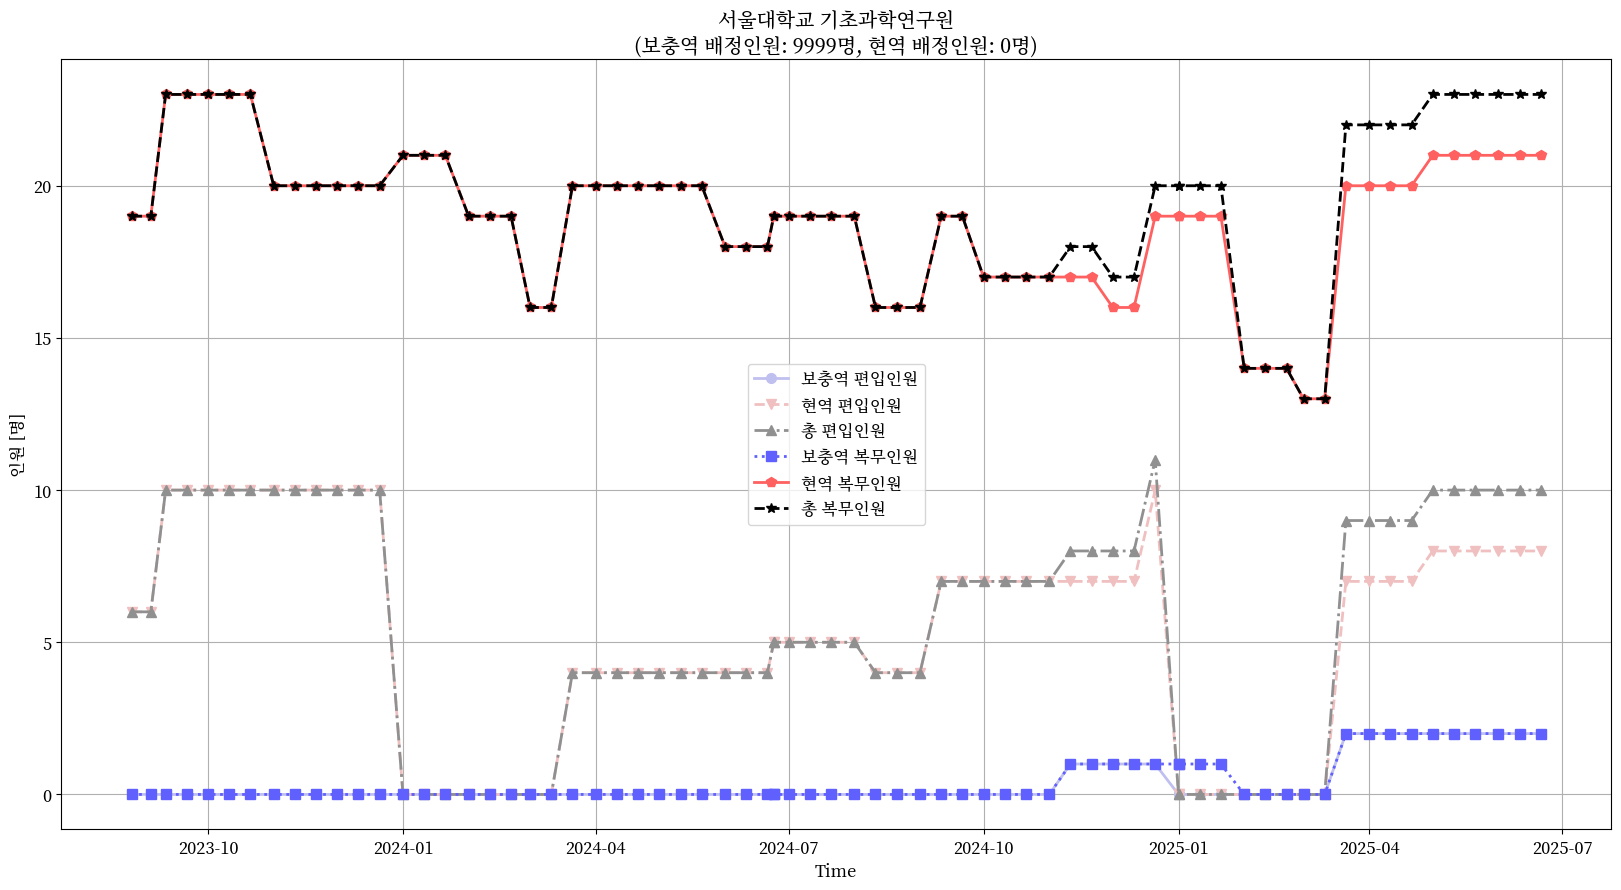 서울대학교 기초과학연구원
(보충역 배정인원: 9999명, 현역 배정인원: 0명)
인원 [명]
20
15
10
5
0
보충역 편입인원
현역 편입인원
총 편입인원
보충역 복무인원
현역 복무인원
총 복무인원
2023-10
2024-01
2024-04
2024-07
2024-10
2025-01
2025-04
2025-07
Time